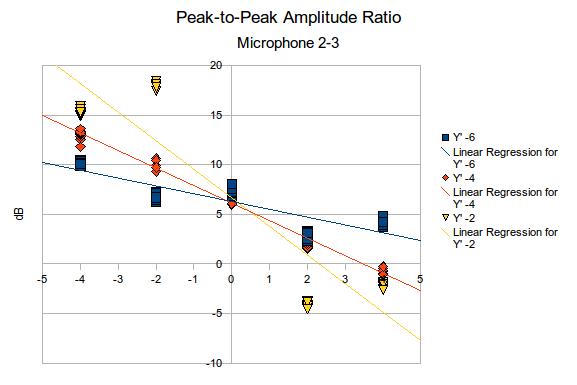 Peak-to-Peak Amplitude Ratio
Microphone 2-3
20
15
10
5
0
-5
-10
dB
-5
-4
-3
-2
-1
0
1
2
3
4
5
Y' -6
Linear Regression for
Y' -6
Y' -4
Linear Regression for
Y' -4
Y' -2
Linear Regression for
Y' -2